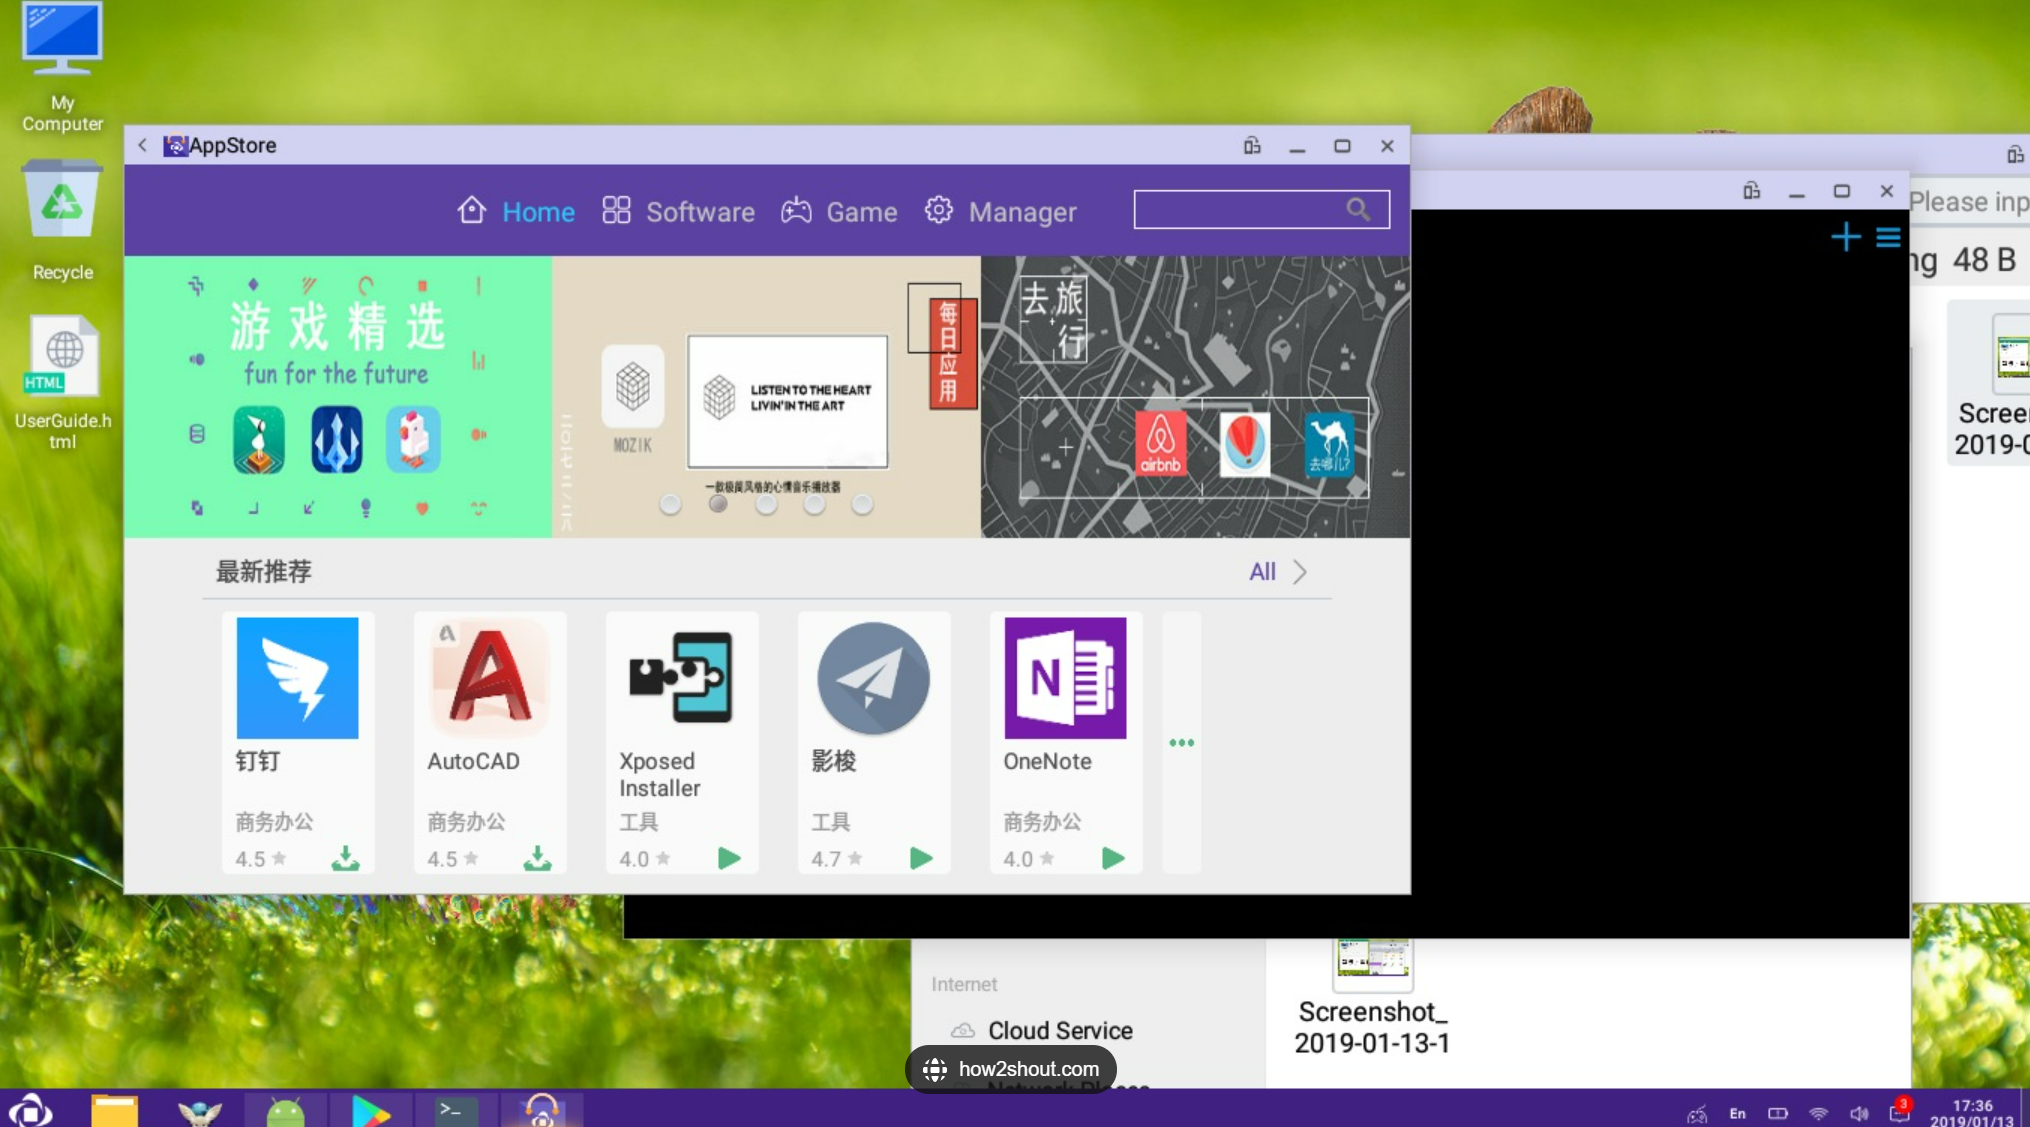 My
Computer
Recycle
HTML
UserGuide.h
tml
AppStore
Home
Software
Game
Manager
游戏精选
fun for the future
MOZIK
LISTEN TO THE HEART
LIVIN'IN THE ART
一款极简风格的心情音乐播放器
每日应用
去旅
行
airbnb
去哪儿?
最新推荐
All
钉钉
商务办公
4.5
AutoCAD
商务办公
4.5
Xposed
Installer
工具
4.0
影梭
工具
4.7
OneNote
商务办公
4.0
Please inp
ng 48 B
Scree
2019-0
Internet
Cloud Service
Screenshot_
2019-01-13-1
how2shout.com
En
3
17:36
2019/01/13